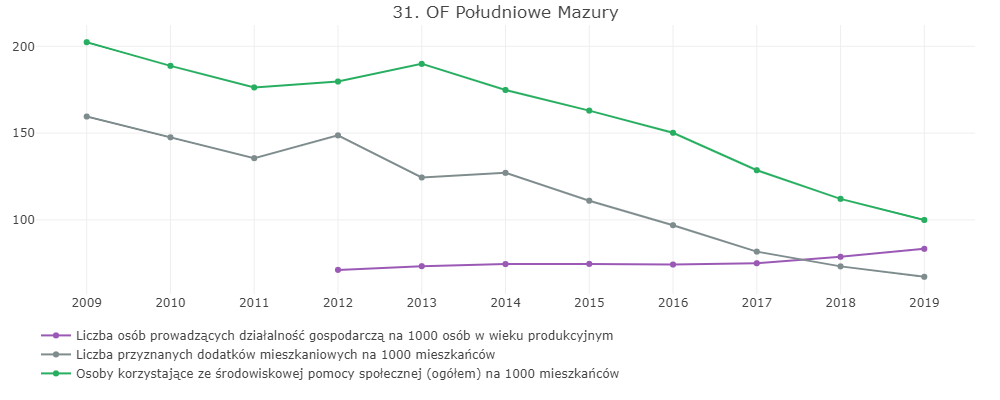 31. OF Południowe Mazury
200
150
100
2009 2010 2011 2012 2013 2014 2015 2016 2017 2018 2019
Liczba osób prowadzących działalność gospodarczą na 1000 osób w wieku produkcyjnym
Liczba przyznanych dodatków mieszkaniowych na 1000 mieszkańców
Osoby korzystające ze środowiskowej pomocy społecznej (ogółem) na 1000 mieszkańców